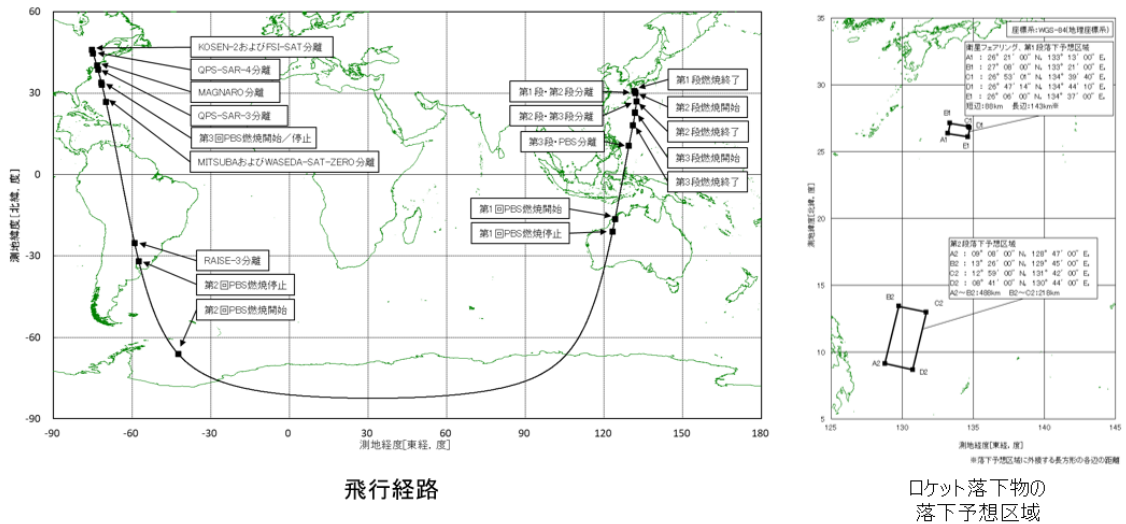 60
30
0
-30
-60
-90
測地緯度[北緯, 度]
-90
-60
-30
0
30
60
90
120
150
180
測地経度[東経, 度]
KOSEN-2およびFSI-SAT分離
QPS-SAR-4分離
MAGNARO分離
QPS-SAR-3分離
第3回PBS燃焼開始/停止
MITSUBAおよびWASEDA-SAT-ZERO分離
RAISE-3分離
第2回PBS燃焼停止
第2回PBS燃焼開始
第1段・第2段分離
第2段・第3段分離
第3段・PBS分離
第1回PBS燃焼開始
第1回PBS燃焼停止
第1段燃焼終了
第2段燃焼開始
第2段燃焼終了
第3段燃焼開始
第3段燃焼終了
飛行経路
35
30
25
20
15
10
5
測地緯度[北緯, 度]
125
130
135
140
145
測地経度[東経, 度]
座標系:WGS-84(地理座標系)
衛星フェアリング、第1段落下予想区域
A1 : 26° 21′ 00″ N, 133° 13′ 00″ E,
B1 : 27° 08′ 00″ N, 133° 21′ 00″ E,
C1 : 26° 53′ 01″ N, 134° 39′ 40″ E,
D1 : 26° 47′ 14″ N, 134° 44′ 10″ E,
E1 : 26° 06′ 00″ N, 134° 37′ 00″ E,
短辺:88km 長辺:143km※
B1
C1
D1
A1
E1
第2段落下予想区域
A2 : 09° 08′ 00″ N, 128° 47′ 00″ E,
B2 : 13° 26′ 00″ N, 129° 45′ 00″ E,
C2 : 12° 59′ 00″ N, 131° 42′ 00″ E,
D2 : 08° 41′ 00″ N, 130° 44′ 00″ E,
A2～B2:488km B2～C2:218km
B2
C2
A2
D2
※落下予想区域に外接する長方形の各辺の距離
ロケット落下物の
落下予想区域